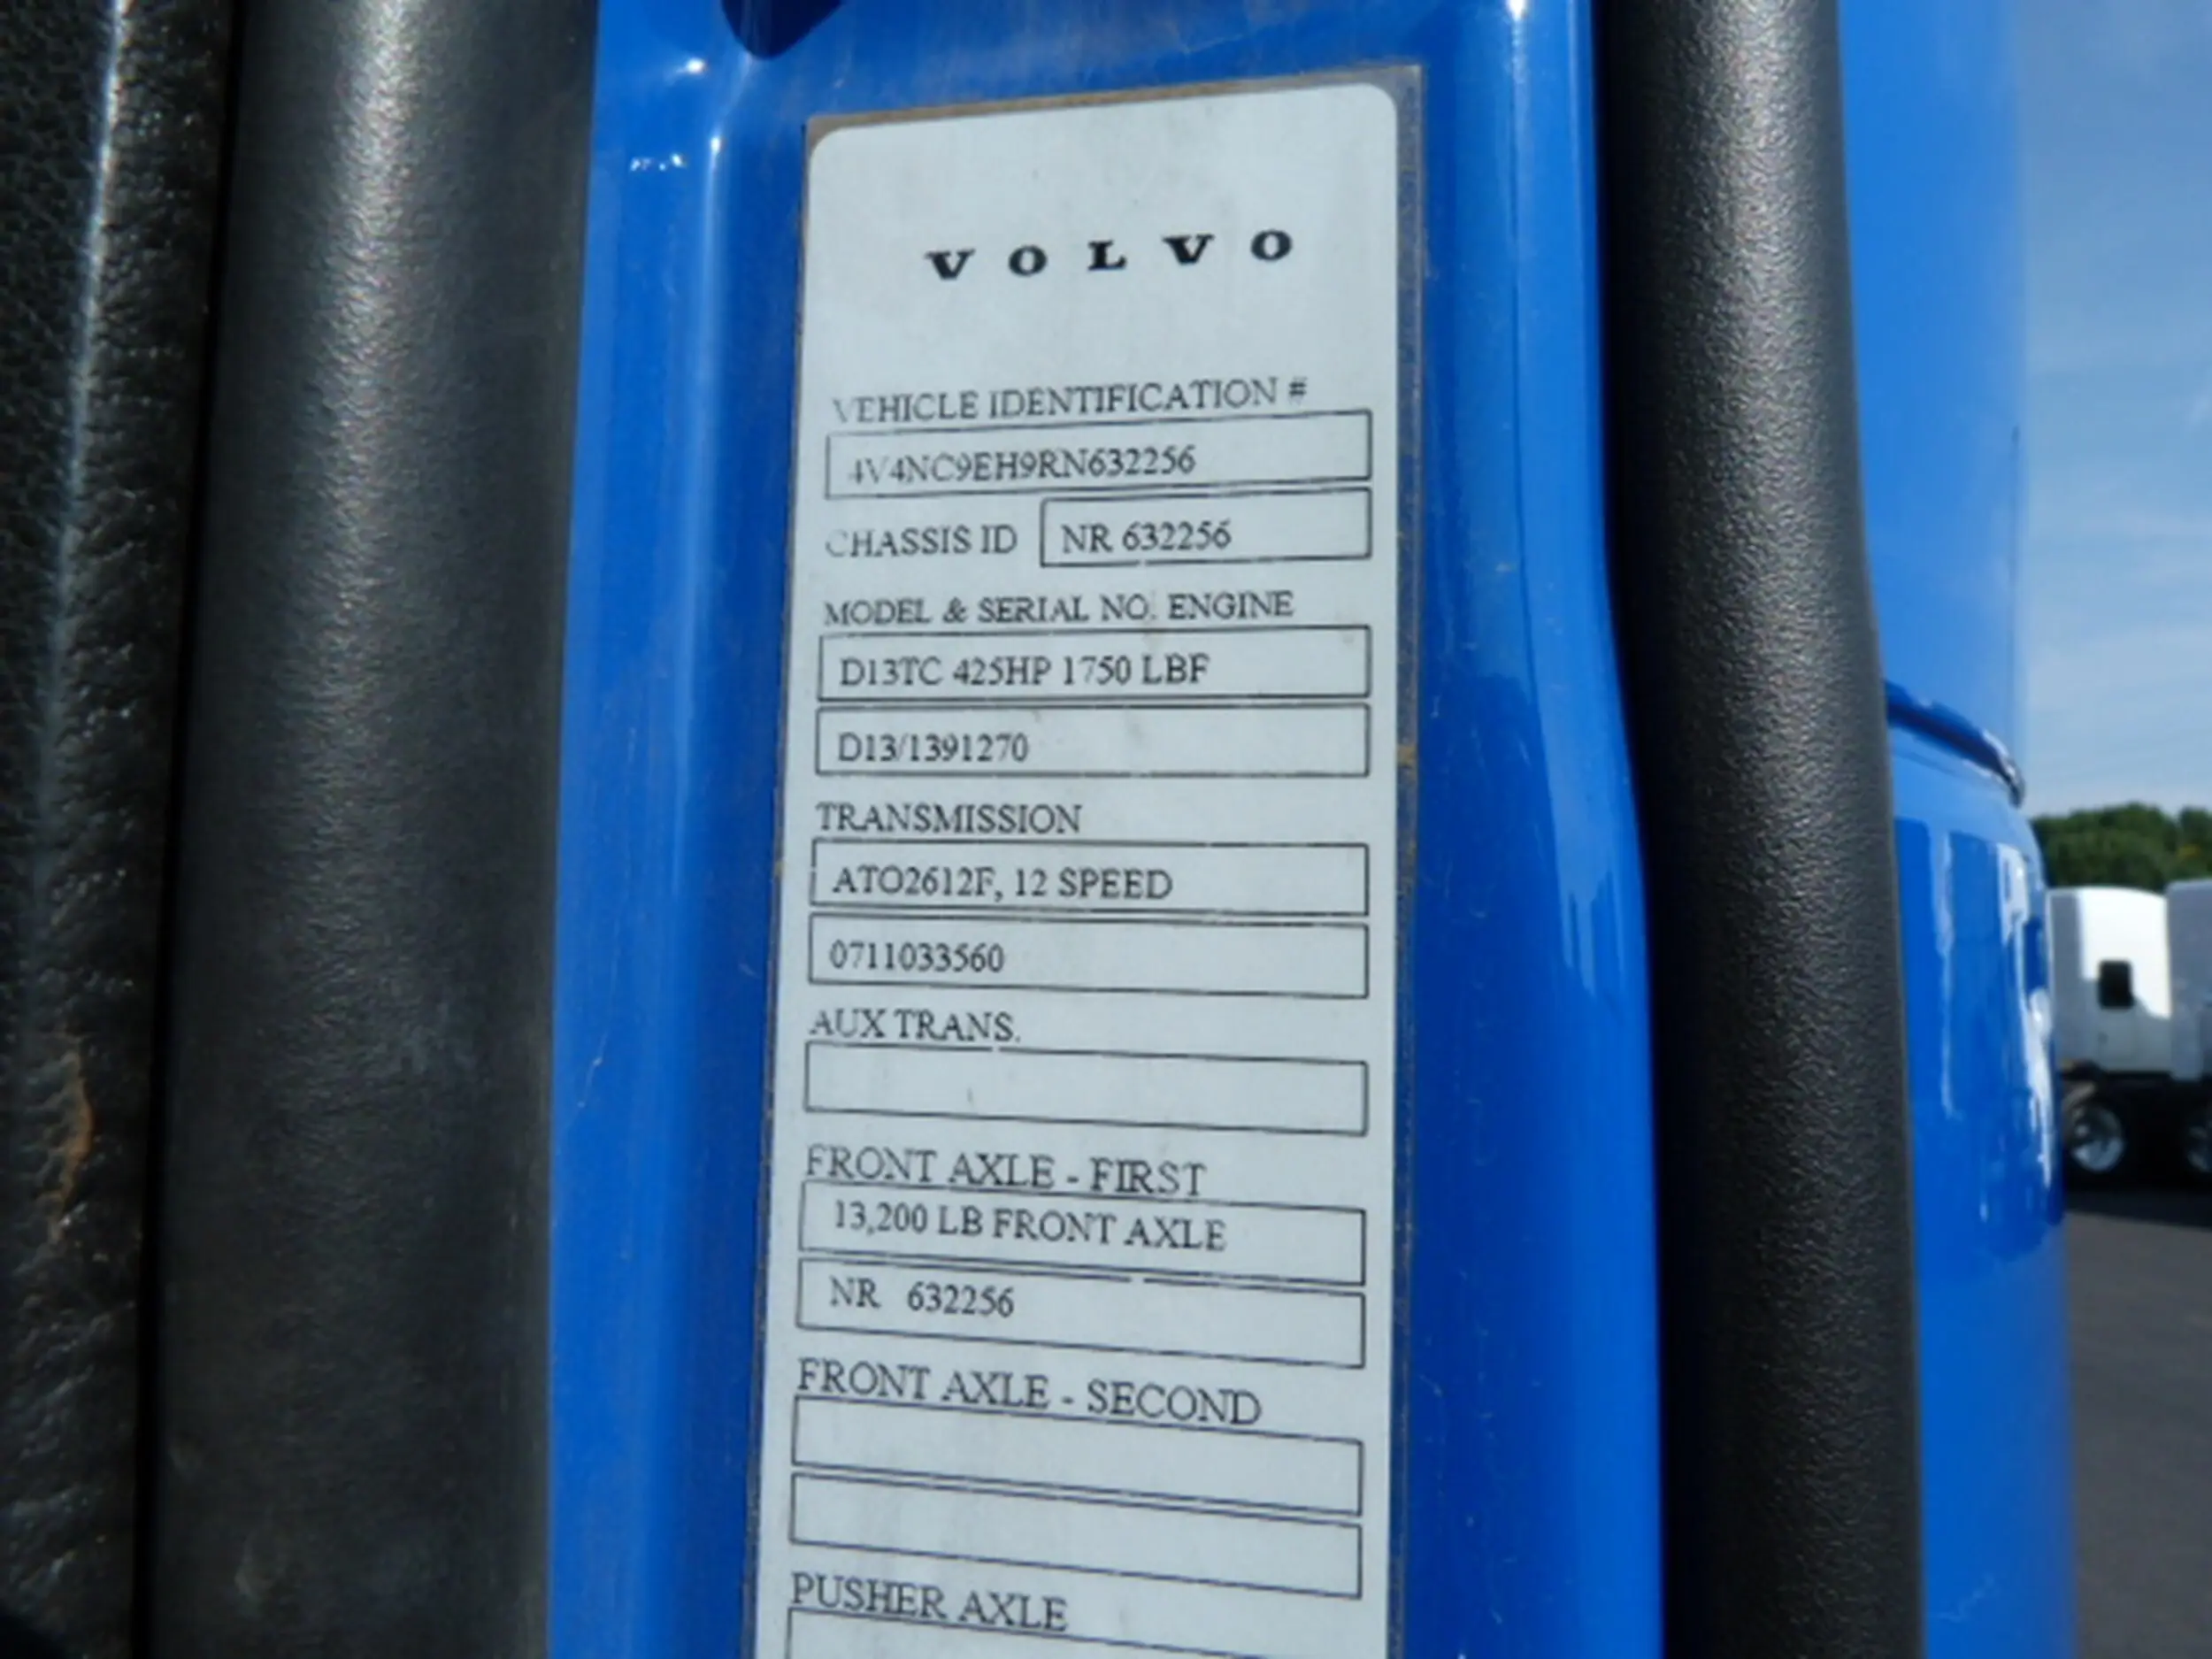 VOLVO
VEHICLE IDENTIFICATION #
4V4NC9EH9RN632256
CHASSIS ID NR 632256
MODEL & SERIAL NO. ENGINE
D13TC 425HP 1750 LBF
D13/1391270
TRANSMISSION
ATO2612F, 12 SPEED
0711033560
AUX TRANS.
FRONT AXLE - FIRST
13,200 LB FRONT AXLE
NR 632256
FRONT AXLE - SECOND
PUSHER AXLE